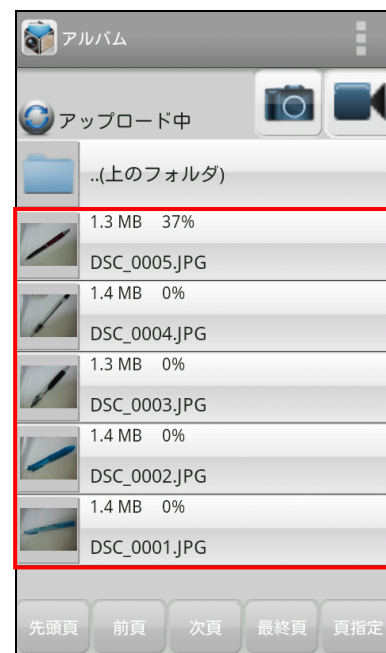 アルバム
アップロード中
..(上のフォルダ)
1.3 MB 37%
DSC_0005.JPG
1.4 MB 0%
DSC_0004.JPG
1.3 MB 0%
DSC_0003.JPG
1.4 MB 0%
DSC_0002.JPG
1.4 MB 0%
DSC_0001.JPG
先頭頁 前頁 次頁 最終頁 頁指定